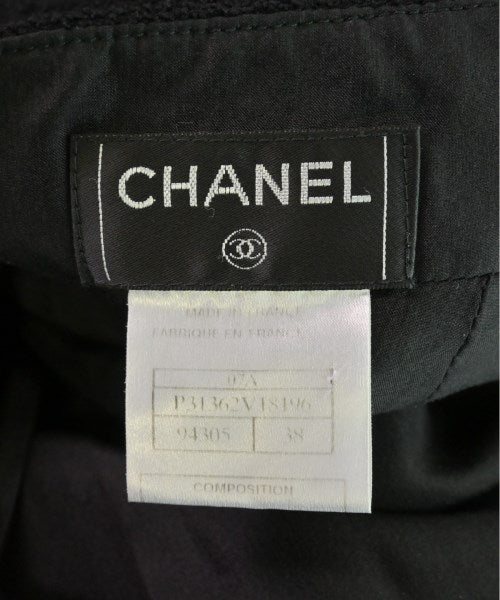 CHANEL
MADE IN FRANCE
FABRIQUE EN FRANCE
07A
P31362V18196
94305 38
COMPOSITION